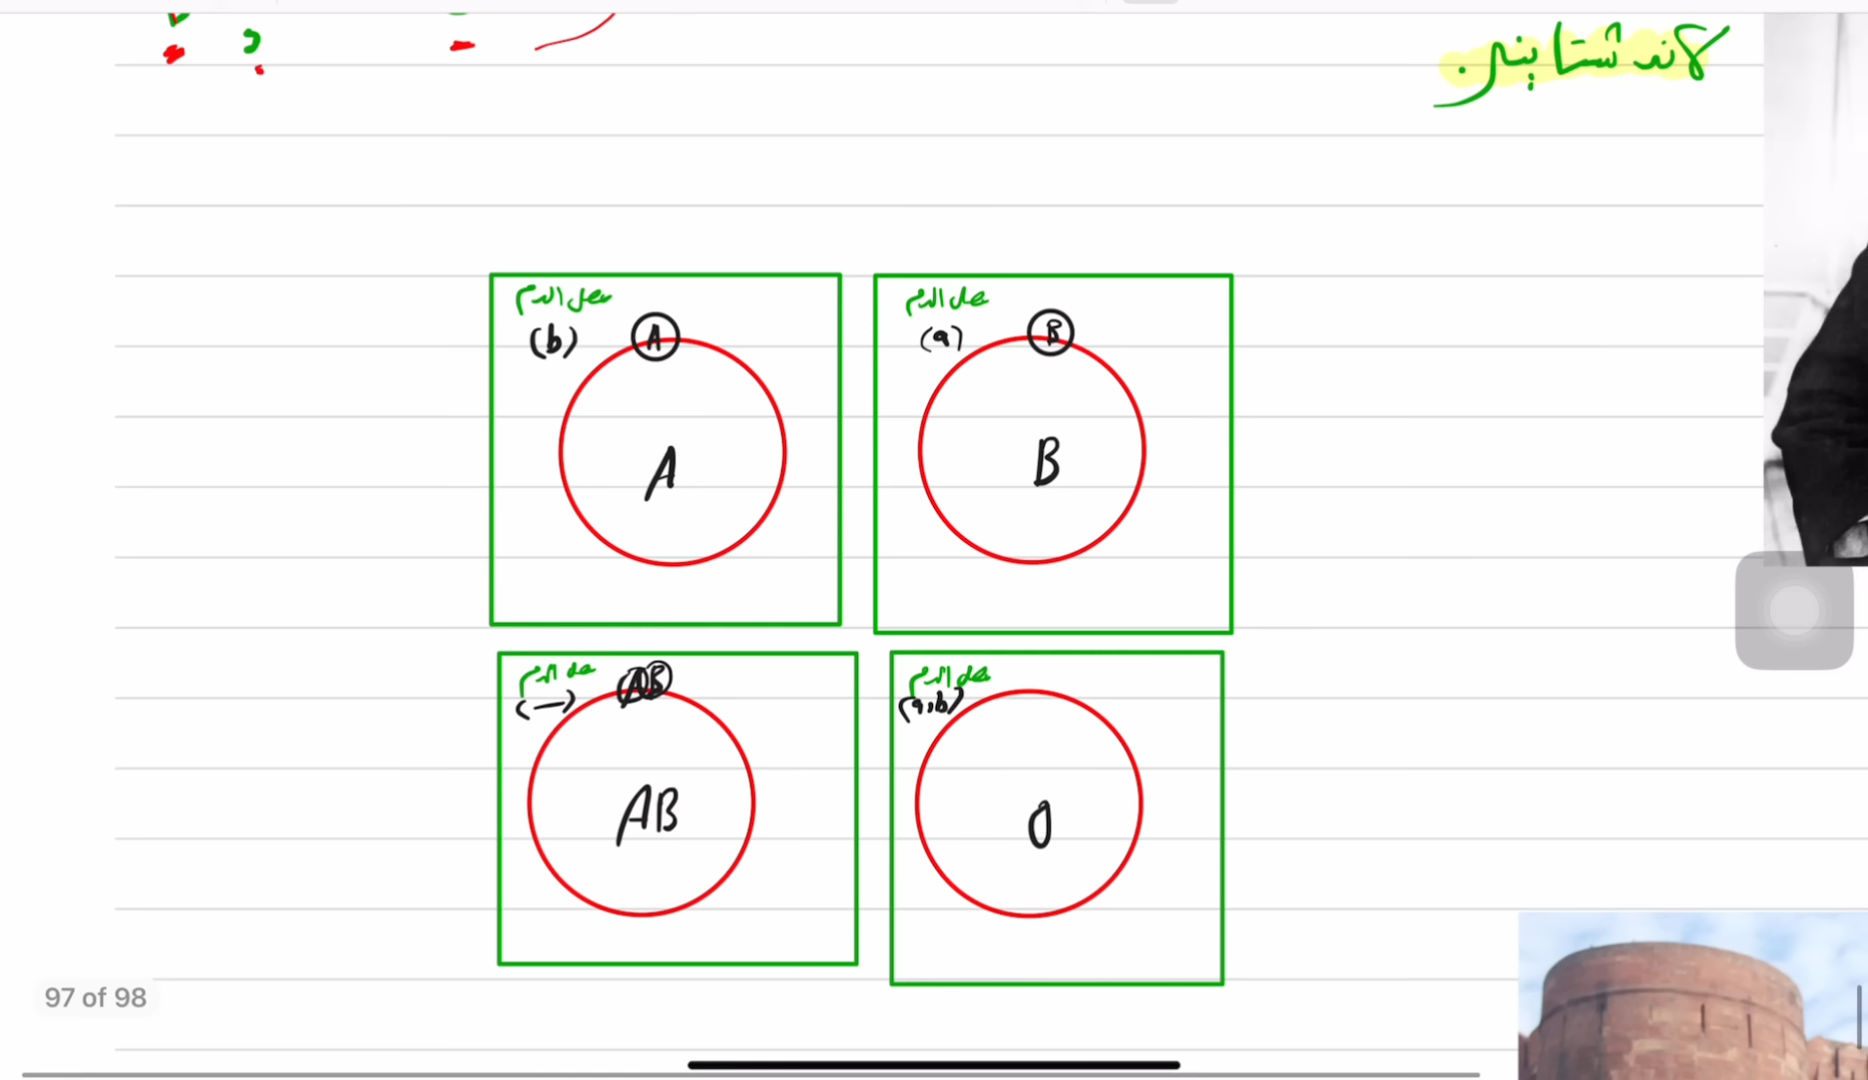 لاندشتاينر.
مصل الدم
(b)
A
A
مصل الدم
(a)
B
B
مصل الدم
(—)
AB
AB
مصل الدم
(a,b)
O
97 of 98